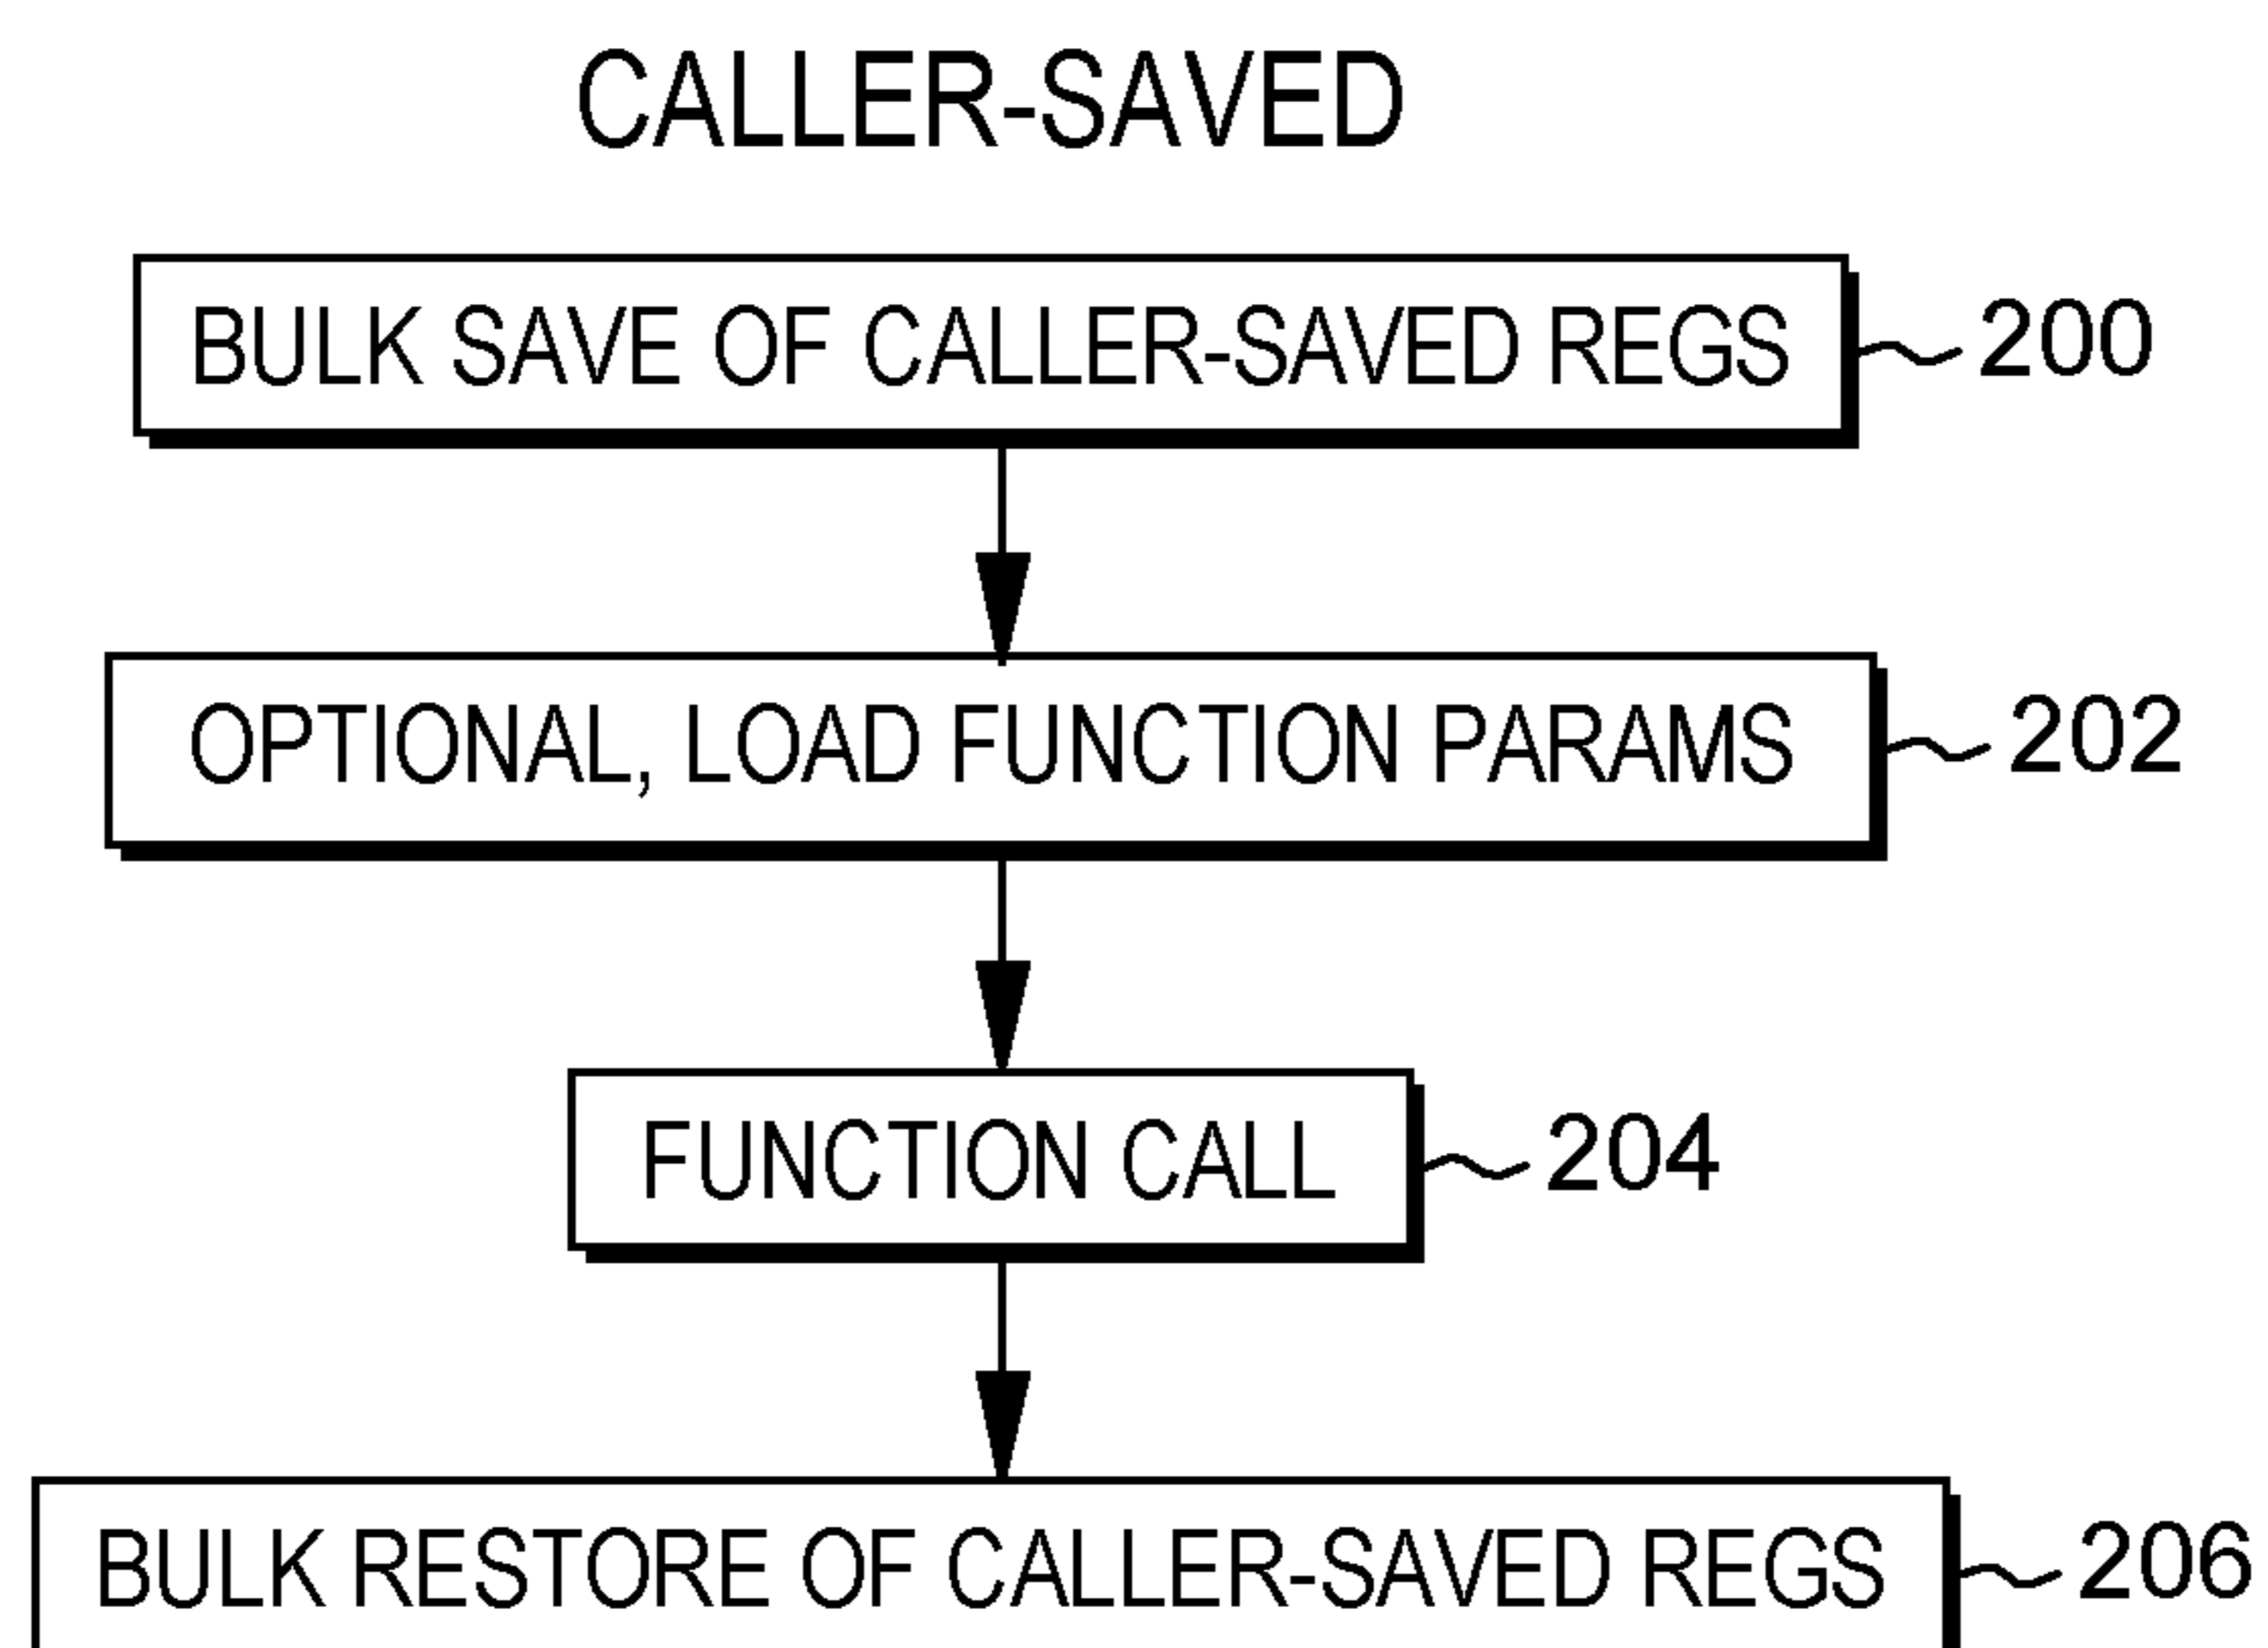 CALLER-SAVED
BULK SAVE OF CALLER-SAVED REGS 200
OPTIONAL, LOAD FUNCTION PARAMS 202
FUNCTION CALL 204
BULK RESTORE OF CALLER-SAVED REGS 206